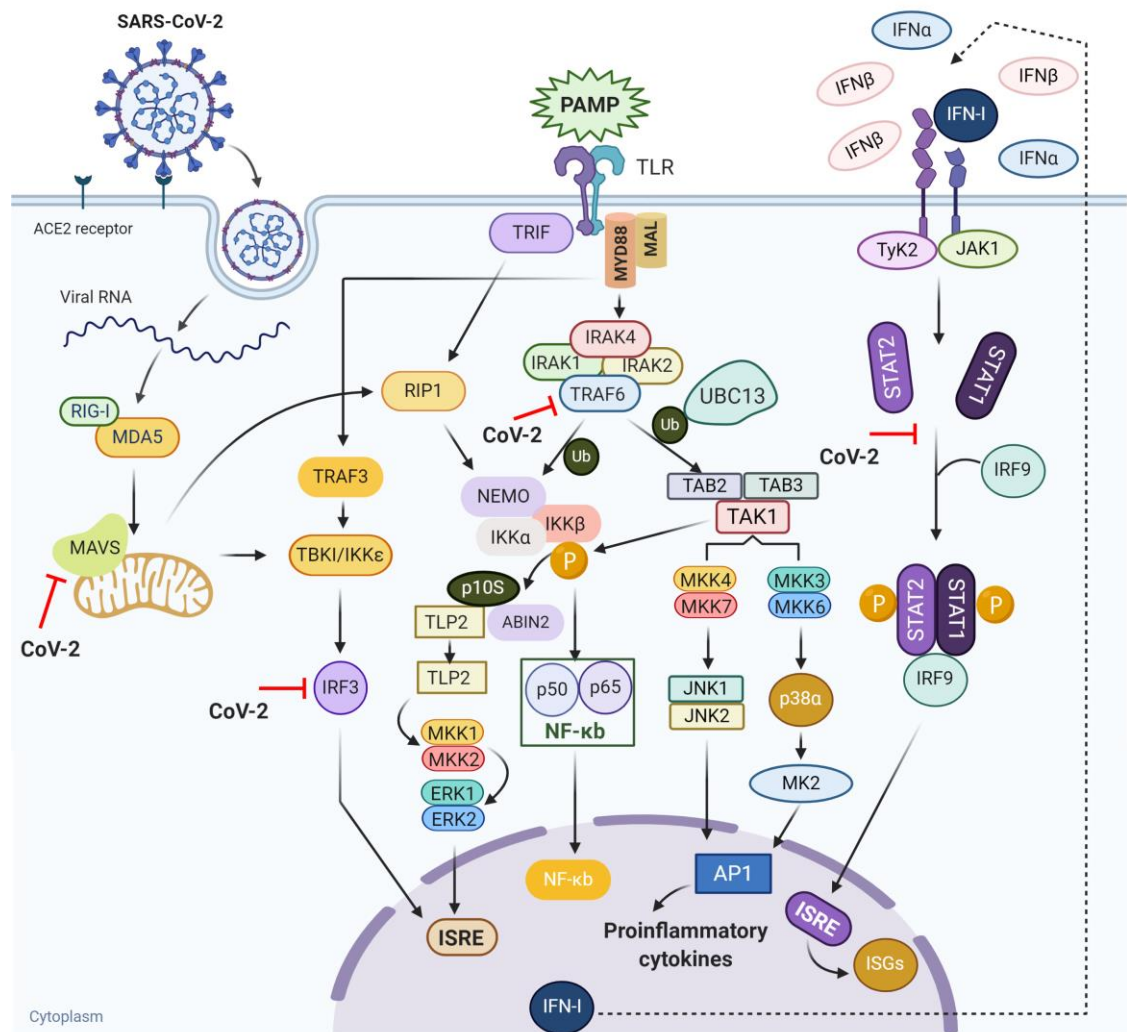 SARS-CoV-2
ACE2 receptor
Viral RNA
RIG-I
MDA5
MAVS
CoV-2
PAMP
TLR
TRIF
MYD88
MAL
IRAK4
IRAK1
IRAK2
TRAF6
CoV-2
UBC13
Ub
Ub
RIP1
TRAF3
TBKI/IKKε
CoV-2
IRF3
NEMO
IKKα
IKKβ
P
p10S
TLP2
ABIN2
TLP2
MKK1
MKK2
ERK1
ERK2
p50
p65
NF-κb
TAB2
TAB3
TAK1
MKK4
MKK7
MKK3
MKK6
JNK1
JNK2
p38α
MK2
IFNα
IFNβ
IFNβ
IFN-I
IFNβ
IFNα
TyK2
JAK1
STAT2
STAT1
CoV-2
IRF9
P
STAT2
STAT1
P
IRF9
NF-κb
ISRE
AP1
Proinflammatory
cytokines
ISRE
ISGs
IFN-I
Cytoplasm